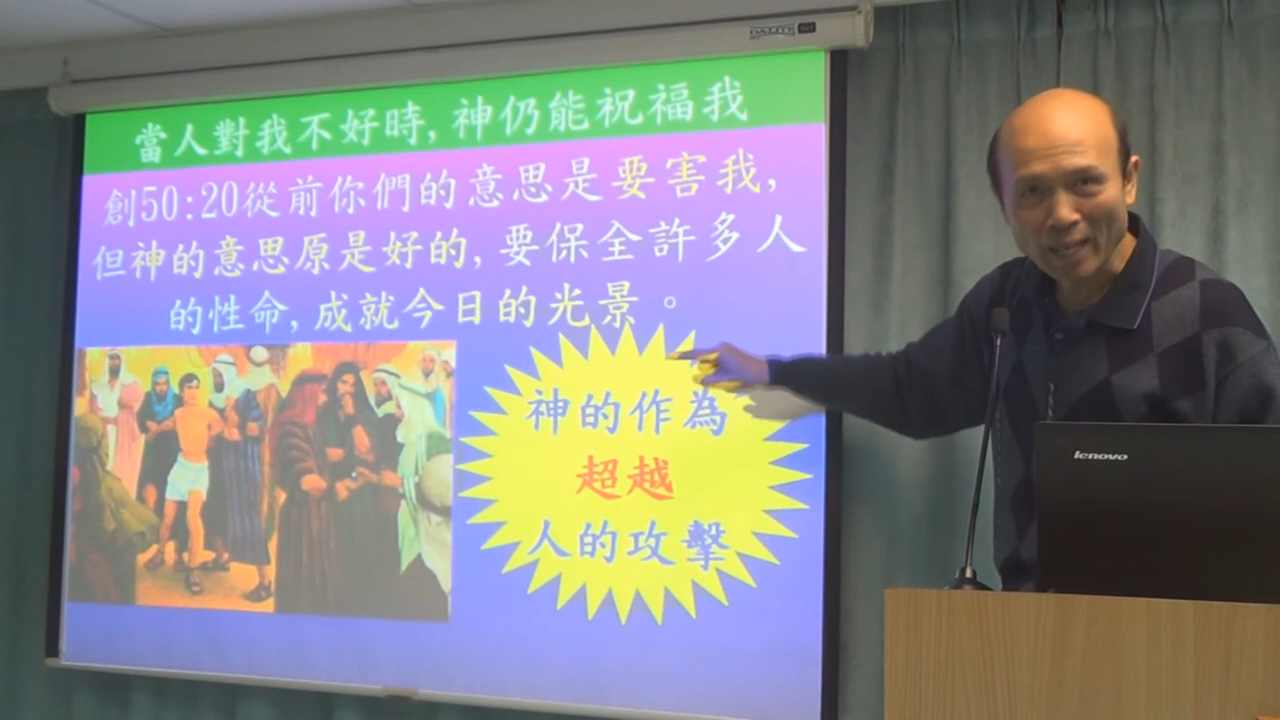 DA-LITE
當人對我不好時,神仍能祝福我
創50:20從前你們的意思是要害我,
但神的意思原是好的,要保全許多人
的性命,成就今日的光景。
神的作為
超越
人的攻擊
lenovo